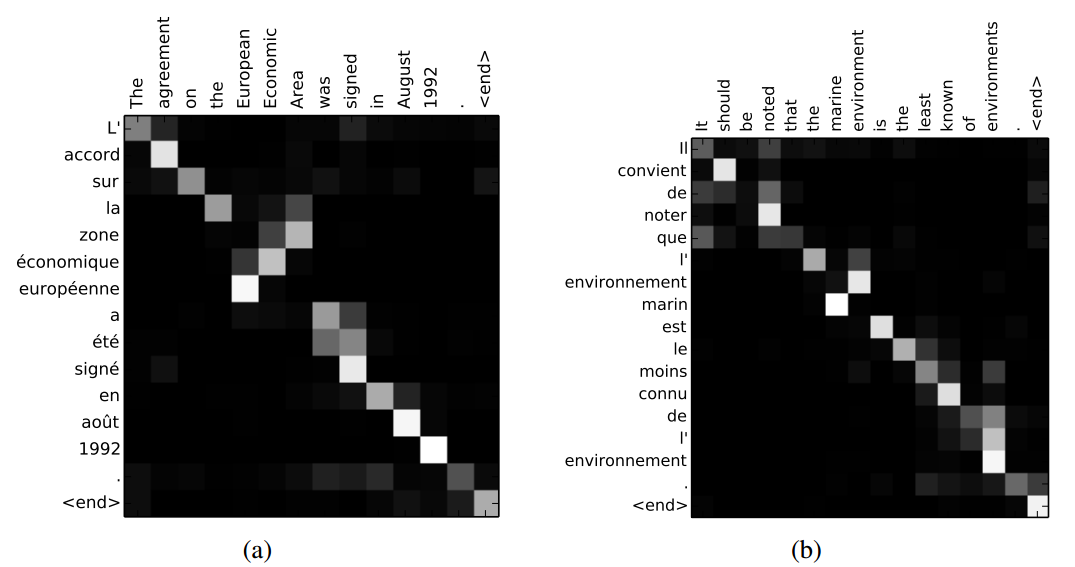 The agreement on the European Economic Area was signed in August 1992 . <end>
L'
accord
sur
la
zone
économique
européenne
a
été
signé
en
août
1992
.
<end>
(a)
It should be noted that the marine environment is the least known of environments . <end>
Il
convient
de
noter
que
l'
environnement
marin
est
le
moins
connu
de
l'
environnement
.
<end>
(b)